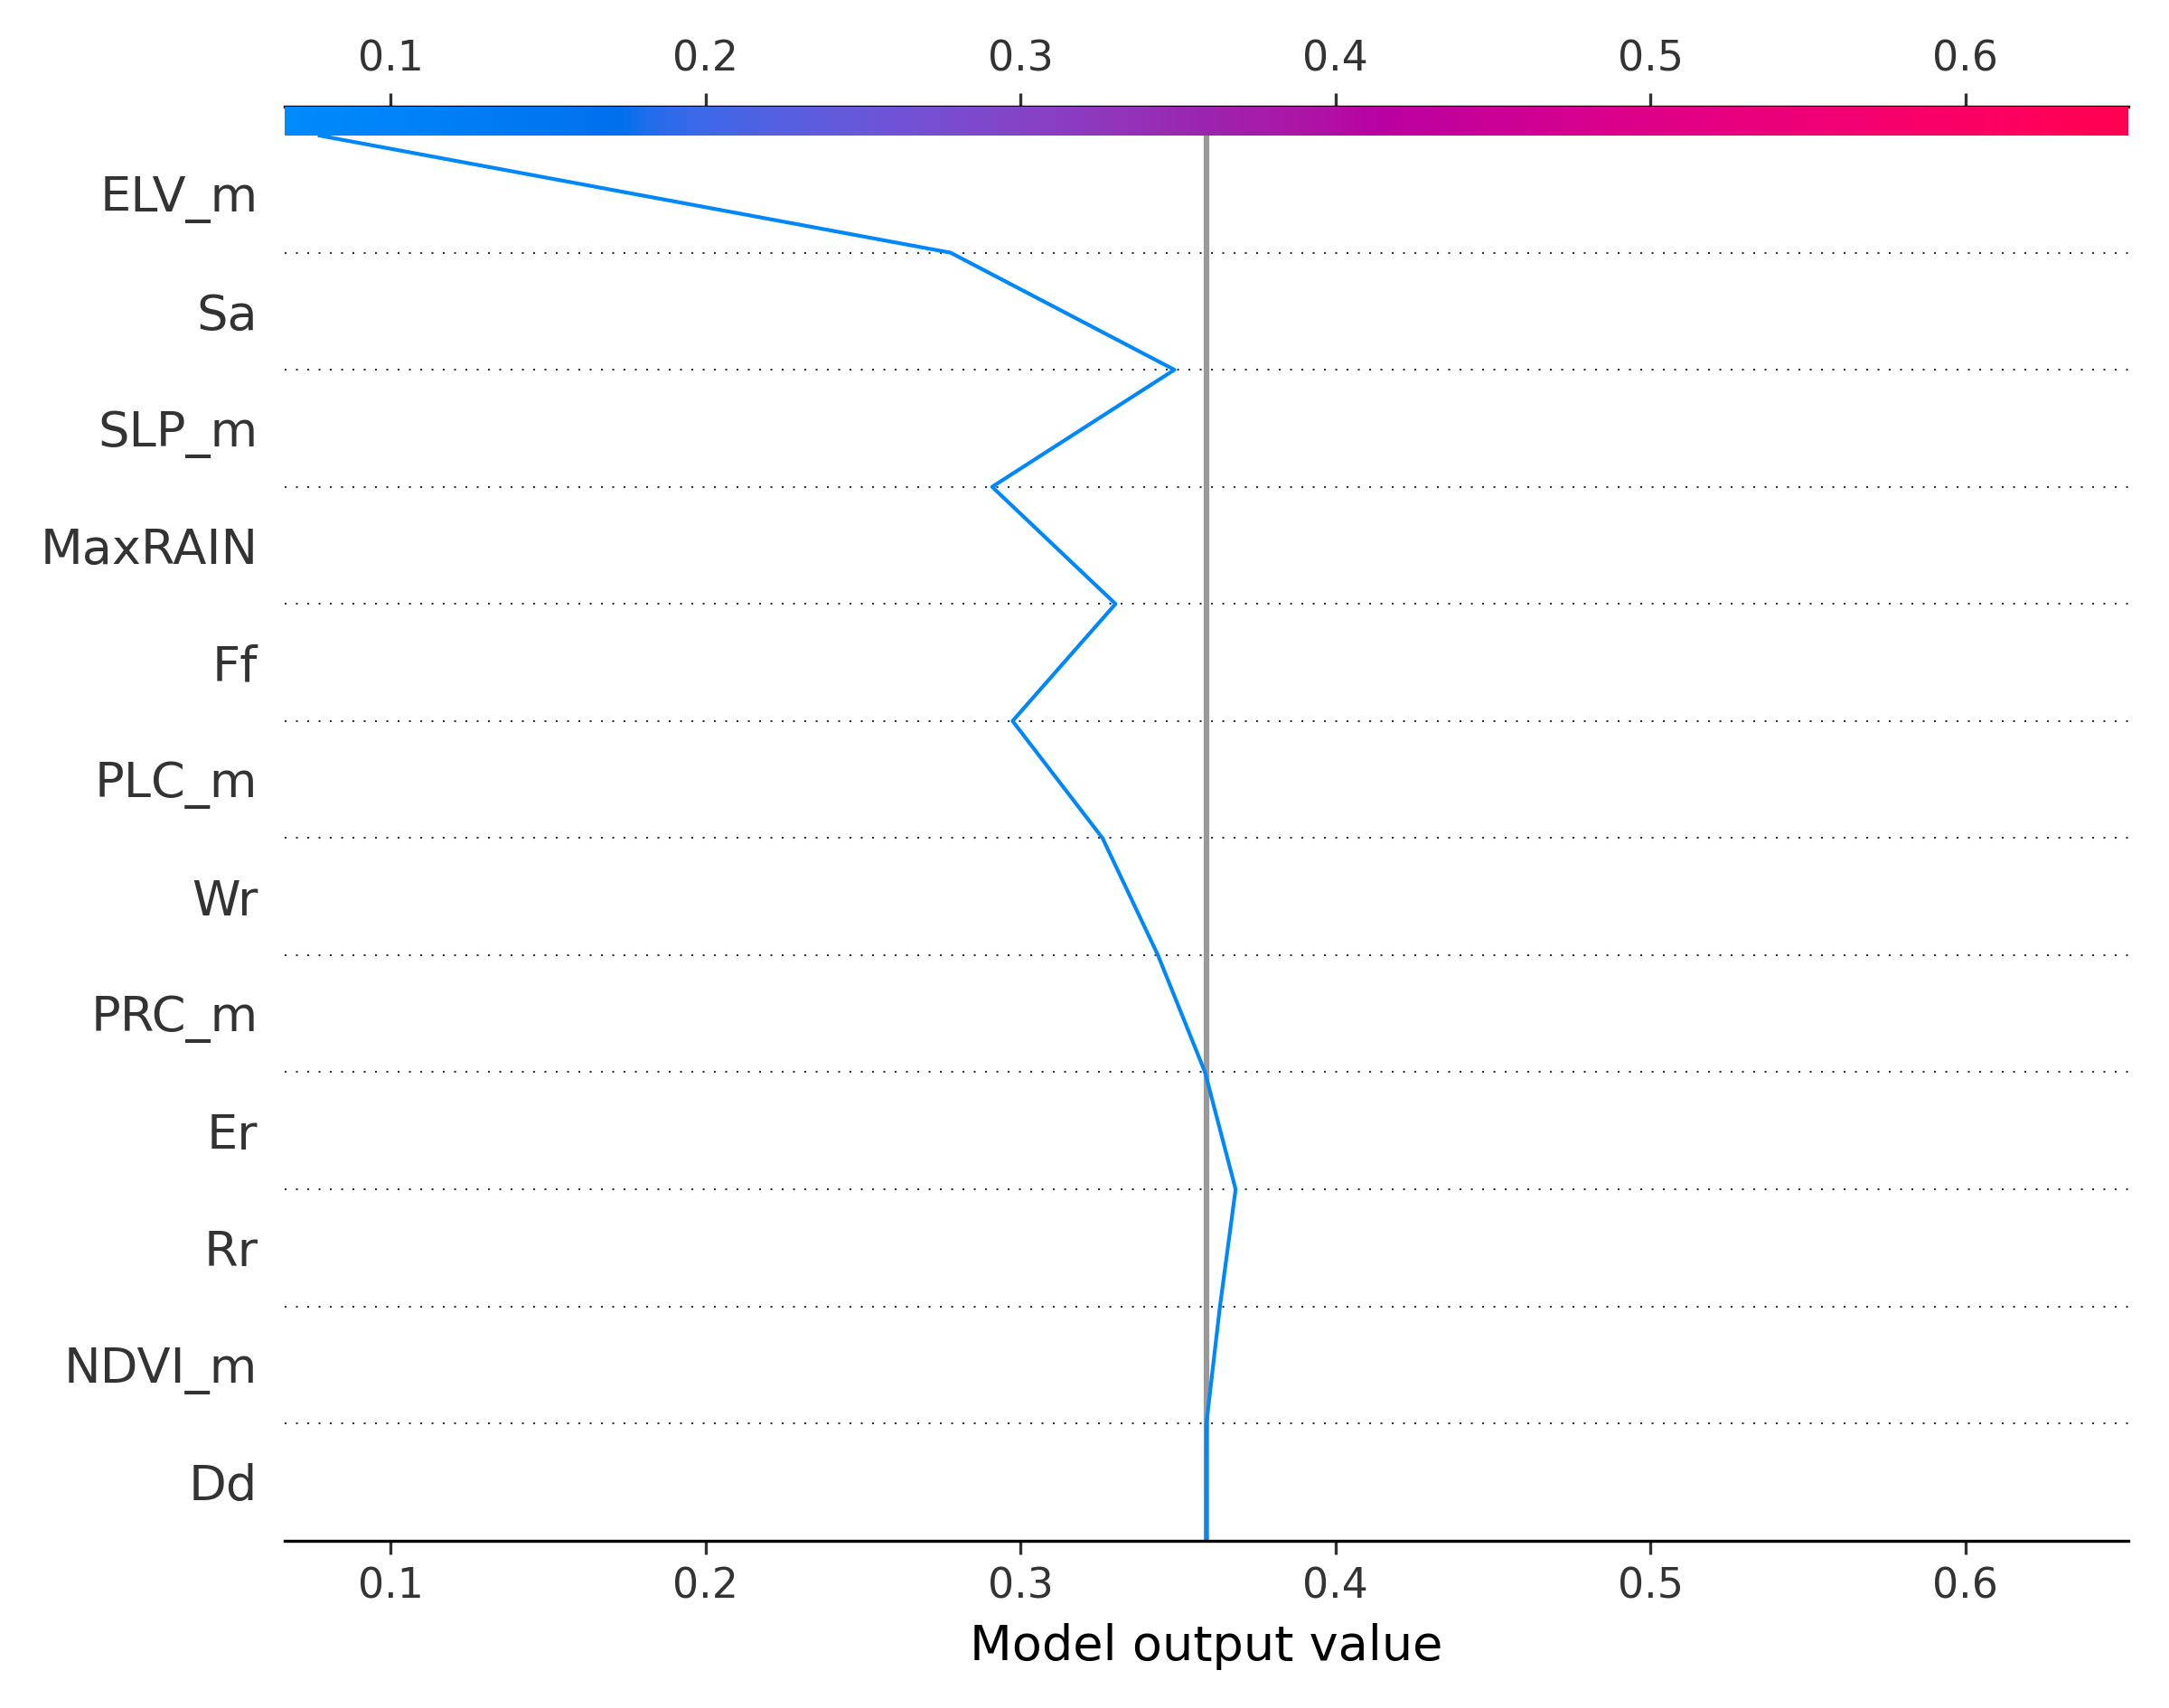 0.1 0.2 0.3 0.4 0.5 0.6
ELV_m
Sa
SLP_m
MaxRAIN
Ff
PLC_m
Wr
PRC_m
Er
Rr
NDVI_m
Dd
0.1 0.2 0.3 0.4 0.5 0.6
Model output value